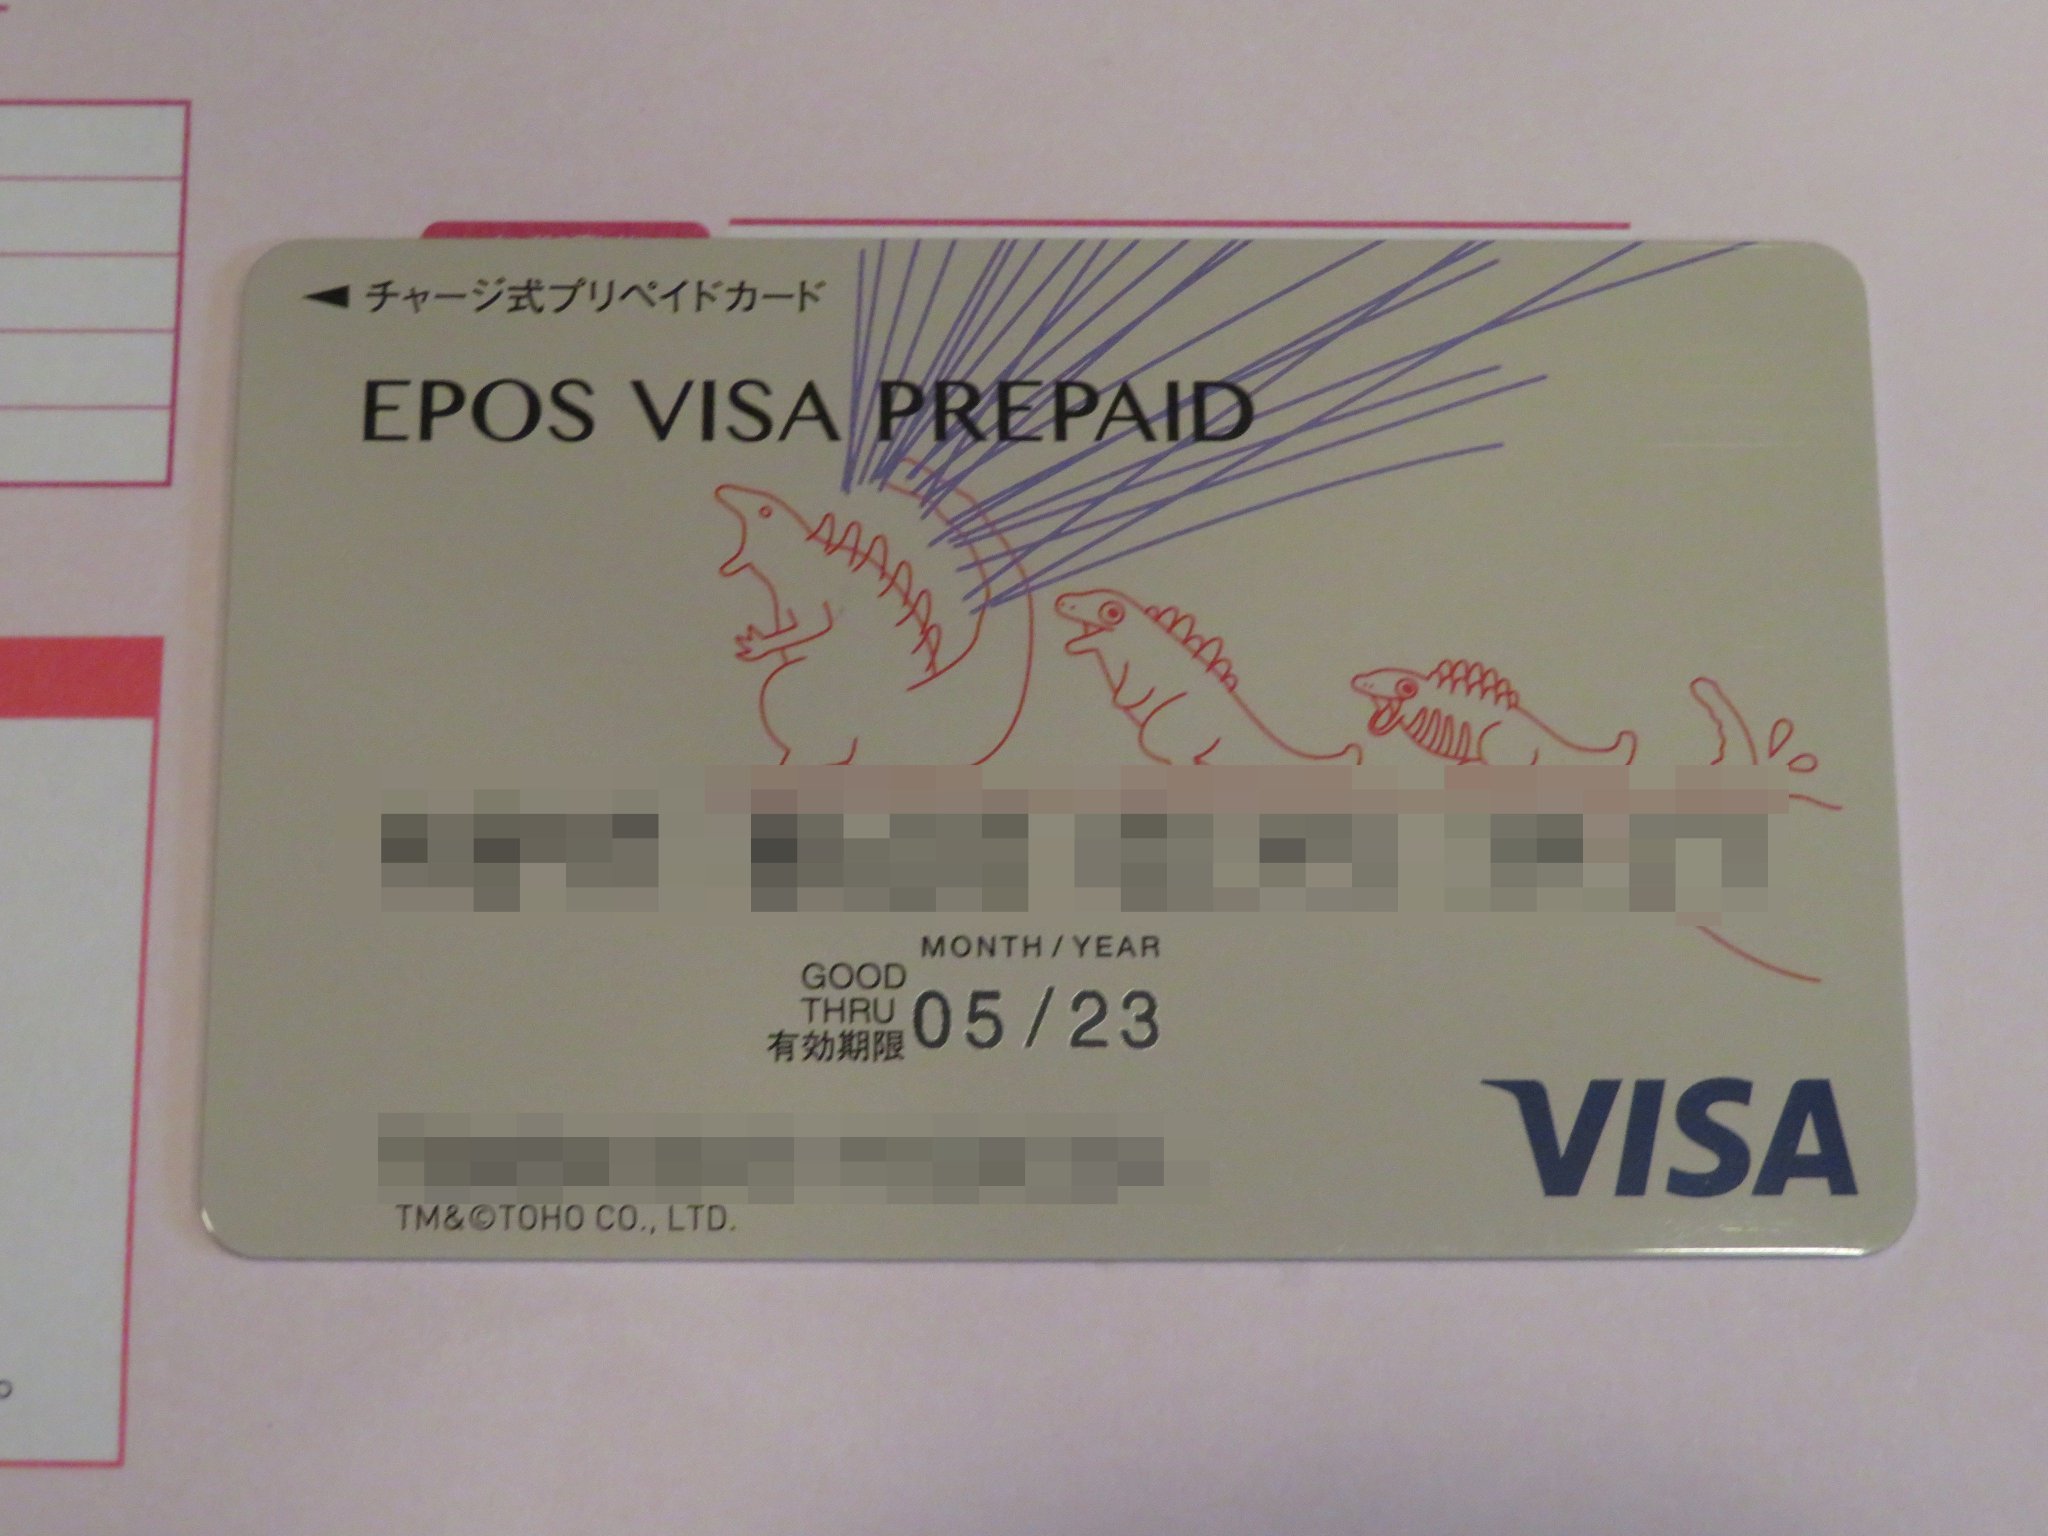 チャージ式プリペイドカード
EPOS VISA PREPAID
MONTH/YEAR
GOOD
THRU
有効期限
05/23
VISA
TM&©TOHO CO., LTD.